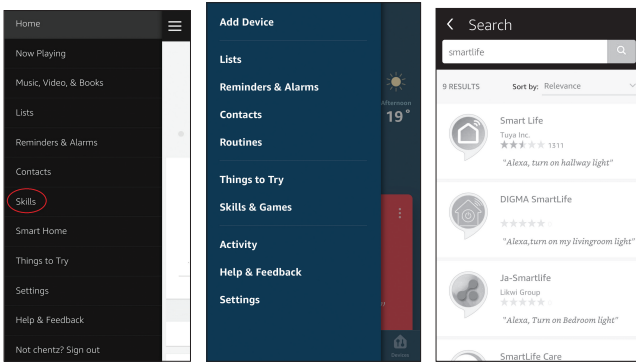 Home
Now Playing
Music, Video, & Books
Lists
Reminders & Alarms
Contacts
Skills
Smart Home
Things to Try
Settings
Help & Feedback
Not chentz? Sign out
Add Device
Lists
Reminders & Alarms
Contacts
Routines
Things to Try
Skills & Games
Activity
Help & Feedback
Settings
Afternoon
19°
Devices
Search
smartlife
9 RESULTS Sort by: Relevance
Smart Life
Tuya Inc.
1311
"Alexa, turn on hallway light"
DIGMA SmartLife
"Alexa,turn on my livingroom light"
Ja-Smartlife
Likwi Group
"Alexa, Turn on Bedroom light"
SmartLife Care